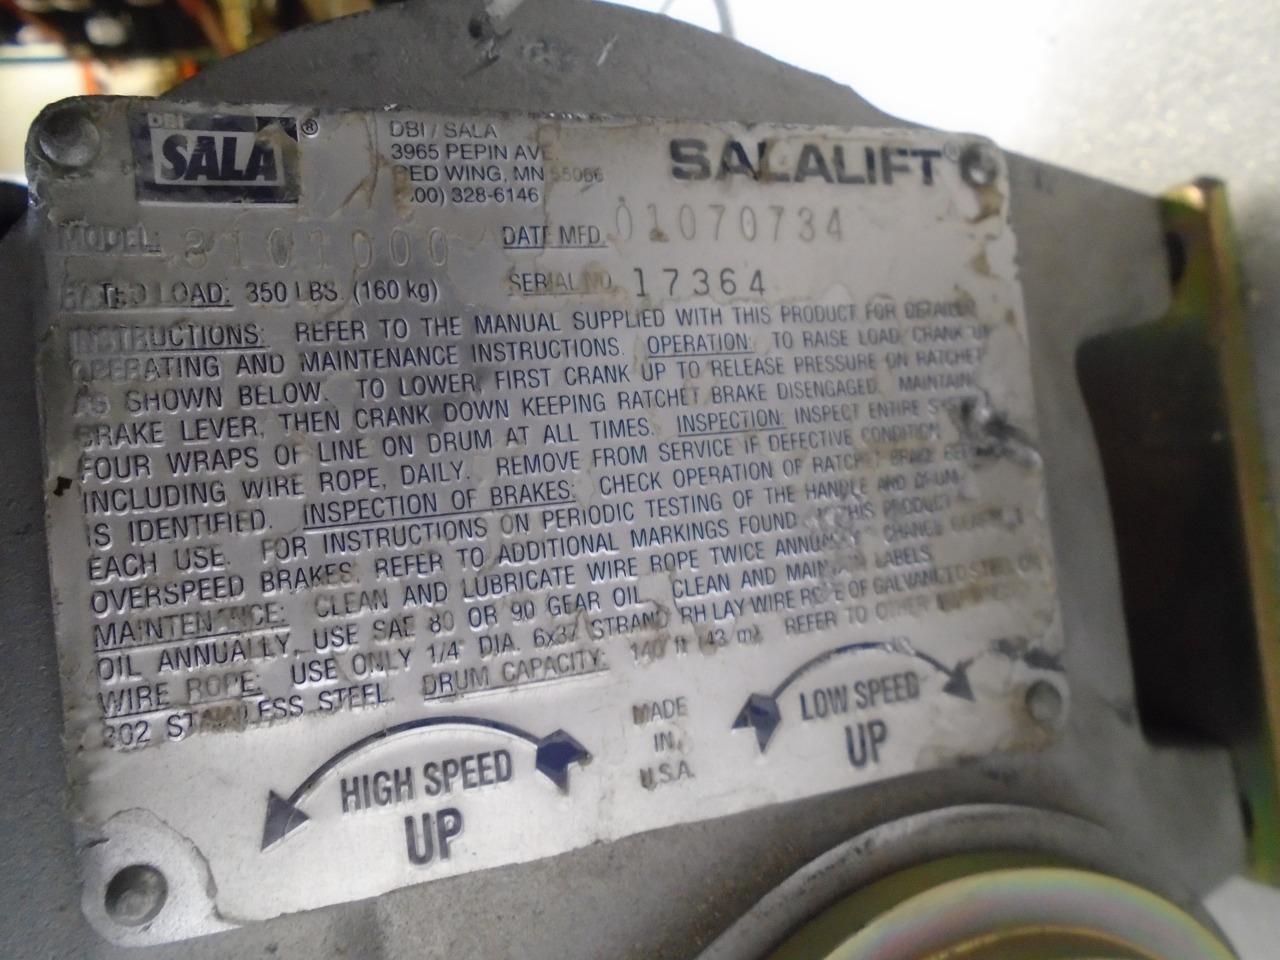 DBI
SALA®
DBI / SALA
3965 PEPIN AVE
RED WING, MN 55066
(800) 328-6146
SALALIFT®
MODEL: 8101000
DATE MFD. 01070734
RATED LOAD: 350 LBS. (160 kg)
SERIAL NO. 17364
INSTRUCTIONS: REFER TO THE MANUAL SUPPLIED WITH THIS PRODUCT FOR DETAILED
OPERATING AND MAINTENANCE INSTRUCTIONS. OPERATION: TO RAISE LOAD CRANK UP
AS SHOWN BELOW. TO LOWER, FIRST CRANK UP TO RELEASE PRESSURE ON RATCHET
BRAKE LEVER, THEN CRANK DOWN KEEPING RATCHET BRAKE DISENGAGED. MAINTAIN
FOUR WRAPS OF LINE ON DRUM AT ALL TIMES. INSPECTION: INSPECT ENTIRE SYSTEM,
INCLUDING WIRE ROPE, DAILY. REMOVE FROM SERVICE IF DEFECTIVE CONDITION
IS IDENTIFIED. INSPECTION OF BRAKES: CHECK OPERATION OF RATCHET BRAKE BEFORE
EACH USE. FOR INSTRUCTIONS ON PERIODIC TESTING OF THE HANDLE AND DRUM
OVERSPEED BRAKES, REFER TO ADDITIONAL MARKINGS FOUND THIS PRODUCT
MAINTENANCE: CLEAN AND LUBRICATE WIRE ROPE TWICE ANNUALLY. CHANGE GEAR
OIL ANNUALLY, USE SAE 80 OR 90 GEAR OIL. CLEAN AND MAINTAIN LABELS
WIRE ROPE: USE ONLY 1/4" DIA. 6x37 STRAND RH LAY WIRE ROPE OF GALVANIZED STEEL OR
302 STAINLESS STEEL. DRUM CAPACITY: 140 ft (43 m). REFER TO OTHER
HIGH SPEED
UP
MADE
IN
U.S.A.
LOW SPEED
UP